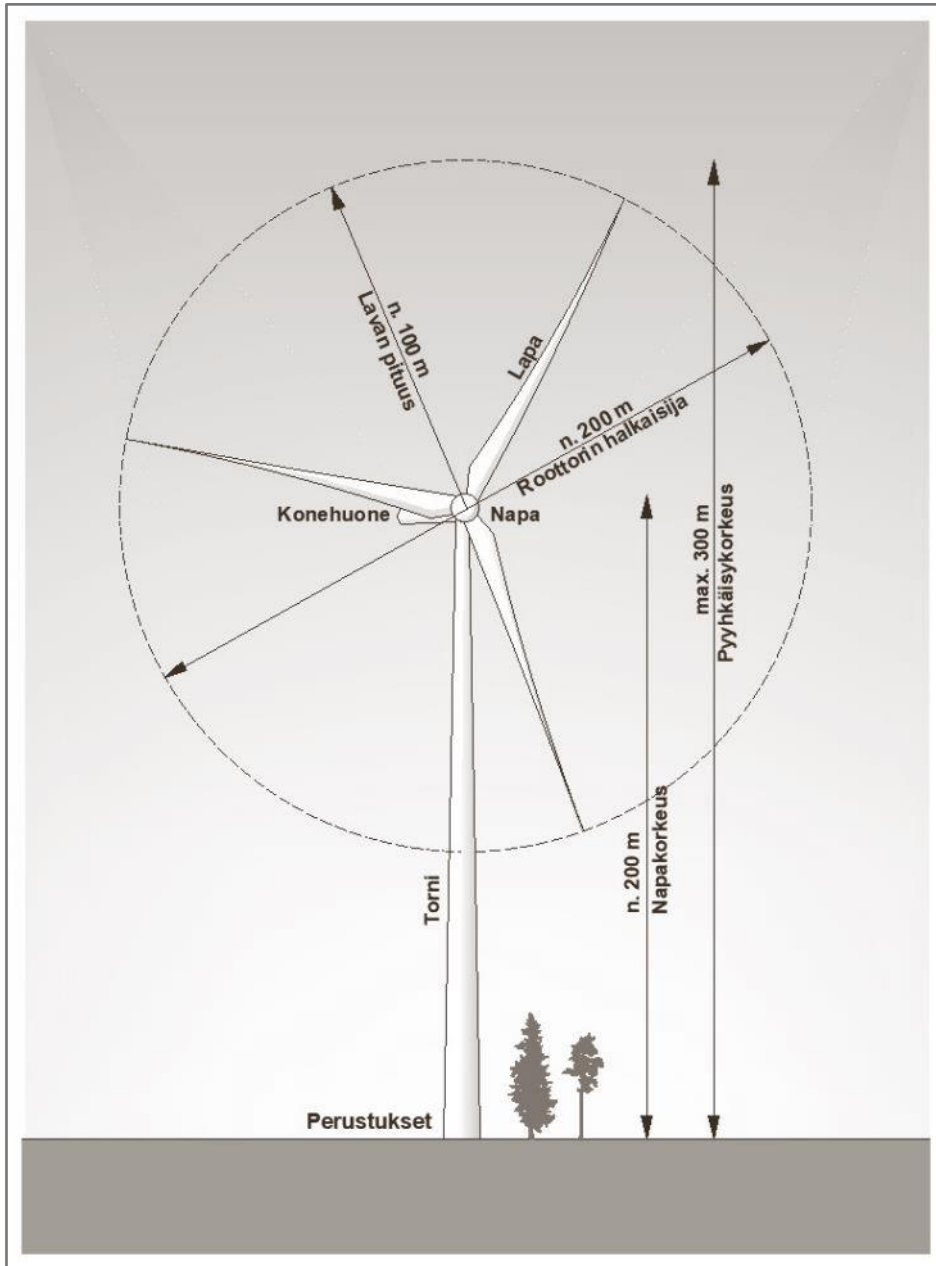 n. 100 m
Lavan pituus
Lapa
n. 200 m
Roottorin halkaisija
max. 300 m
Pyyhkäisykorkeus
Konehuone
Napa
n. 200 m
Napakorkeus
Torni
Perustukset